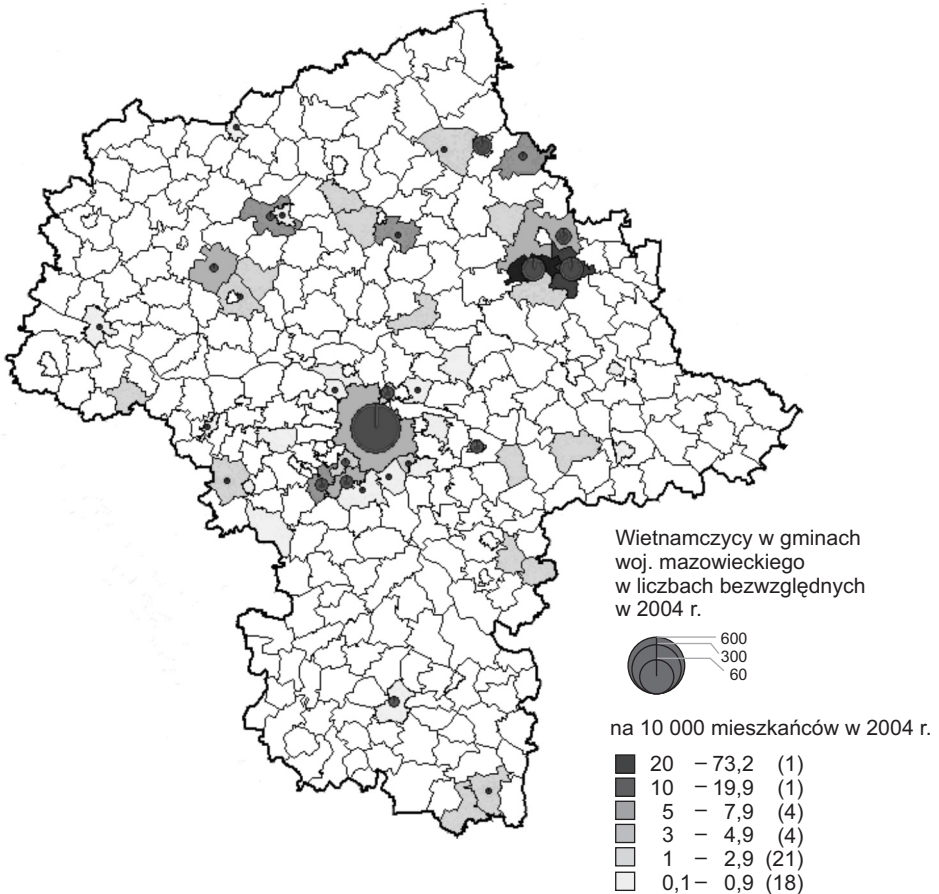 Wietnamczycy w gminach
woj. mazowieckiego
w liczbach bezwzględnych
w 2004 r.
600
300
60
na 10 000 mieszkańców w 2004 r.
20 – 73,2 (1)
10 – 19,9 (1)
5 – 7,9 (4)
3 – 4,9 (4)
1 – 2,9 (21)
0,1 – 0,9 (18)